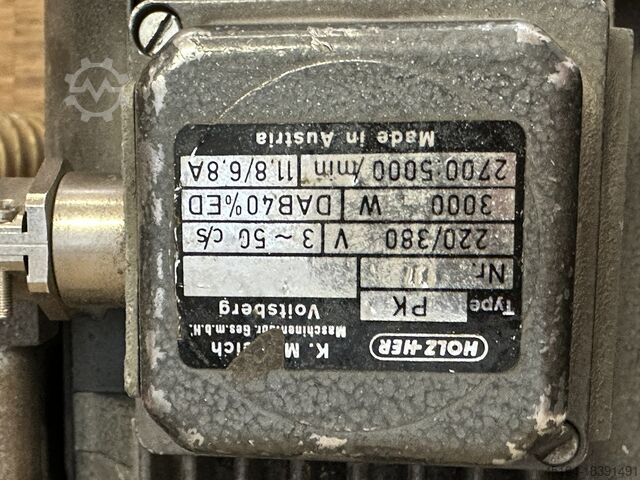 HOLZ-HER
K. M
Maschinenfabr. Ges.m.b.H.
Voitsberg
Type PK
Nr.
220/380 V 3~50 c/s
3000 W DAB40%ED
2700:5000 /min 11.8/6.8A
Made in Austria